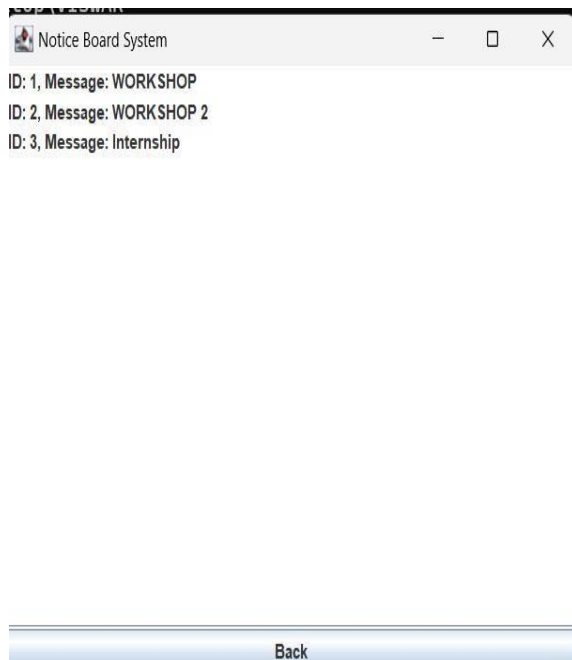 Notice Board System
ID: 1, Message: WORKSHOP
ID: 2, Message: WORKSHOP 2
ID: 3, Message: Internship
Back